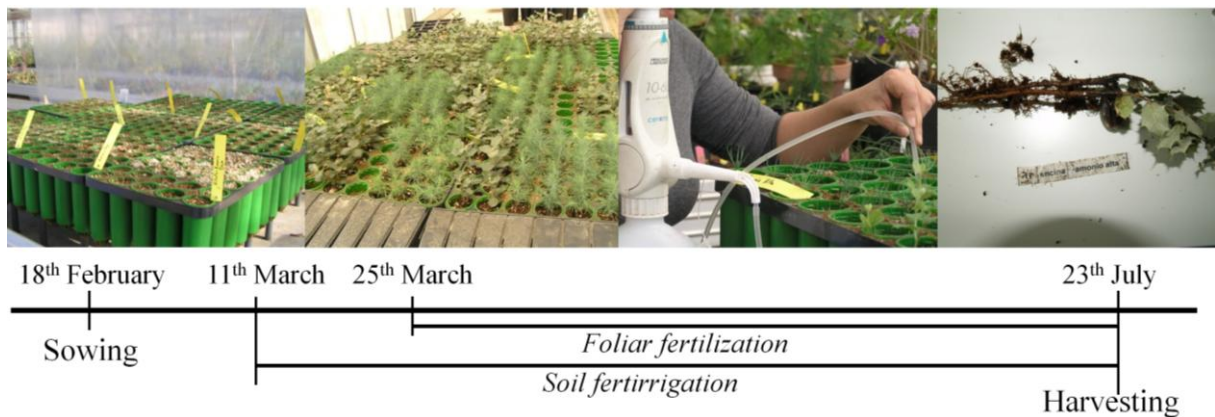 18th February
11th March
25th March
23th July
Sowing
Foliar fertilization
Soil fertirrigation
Harvesting